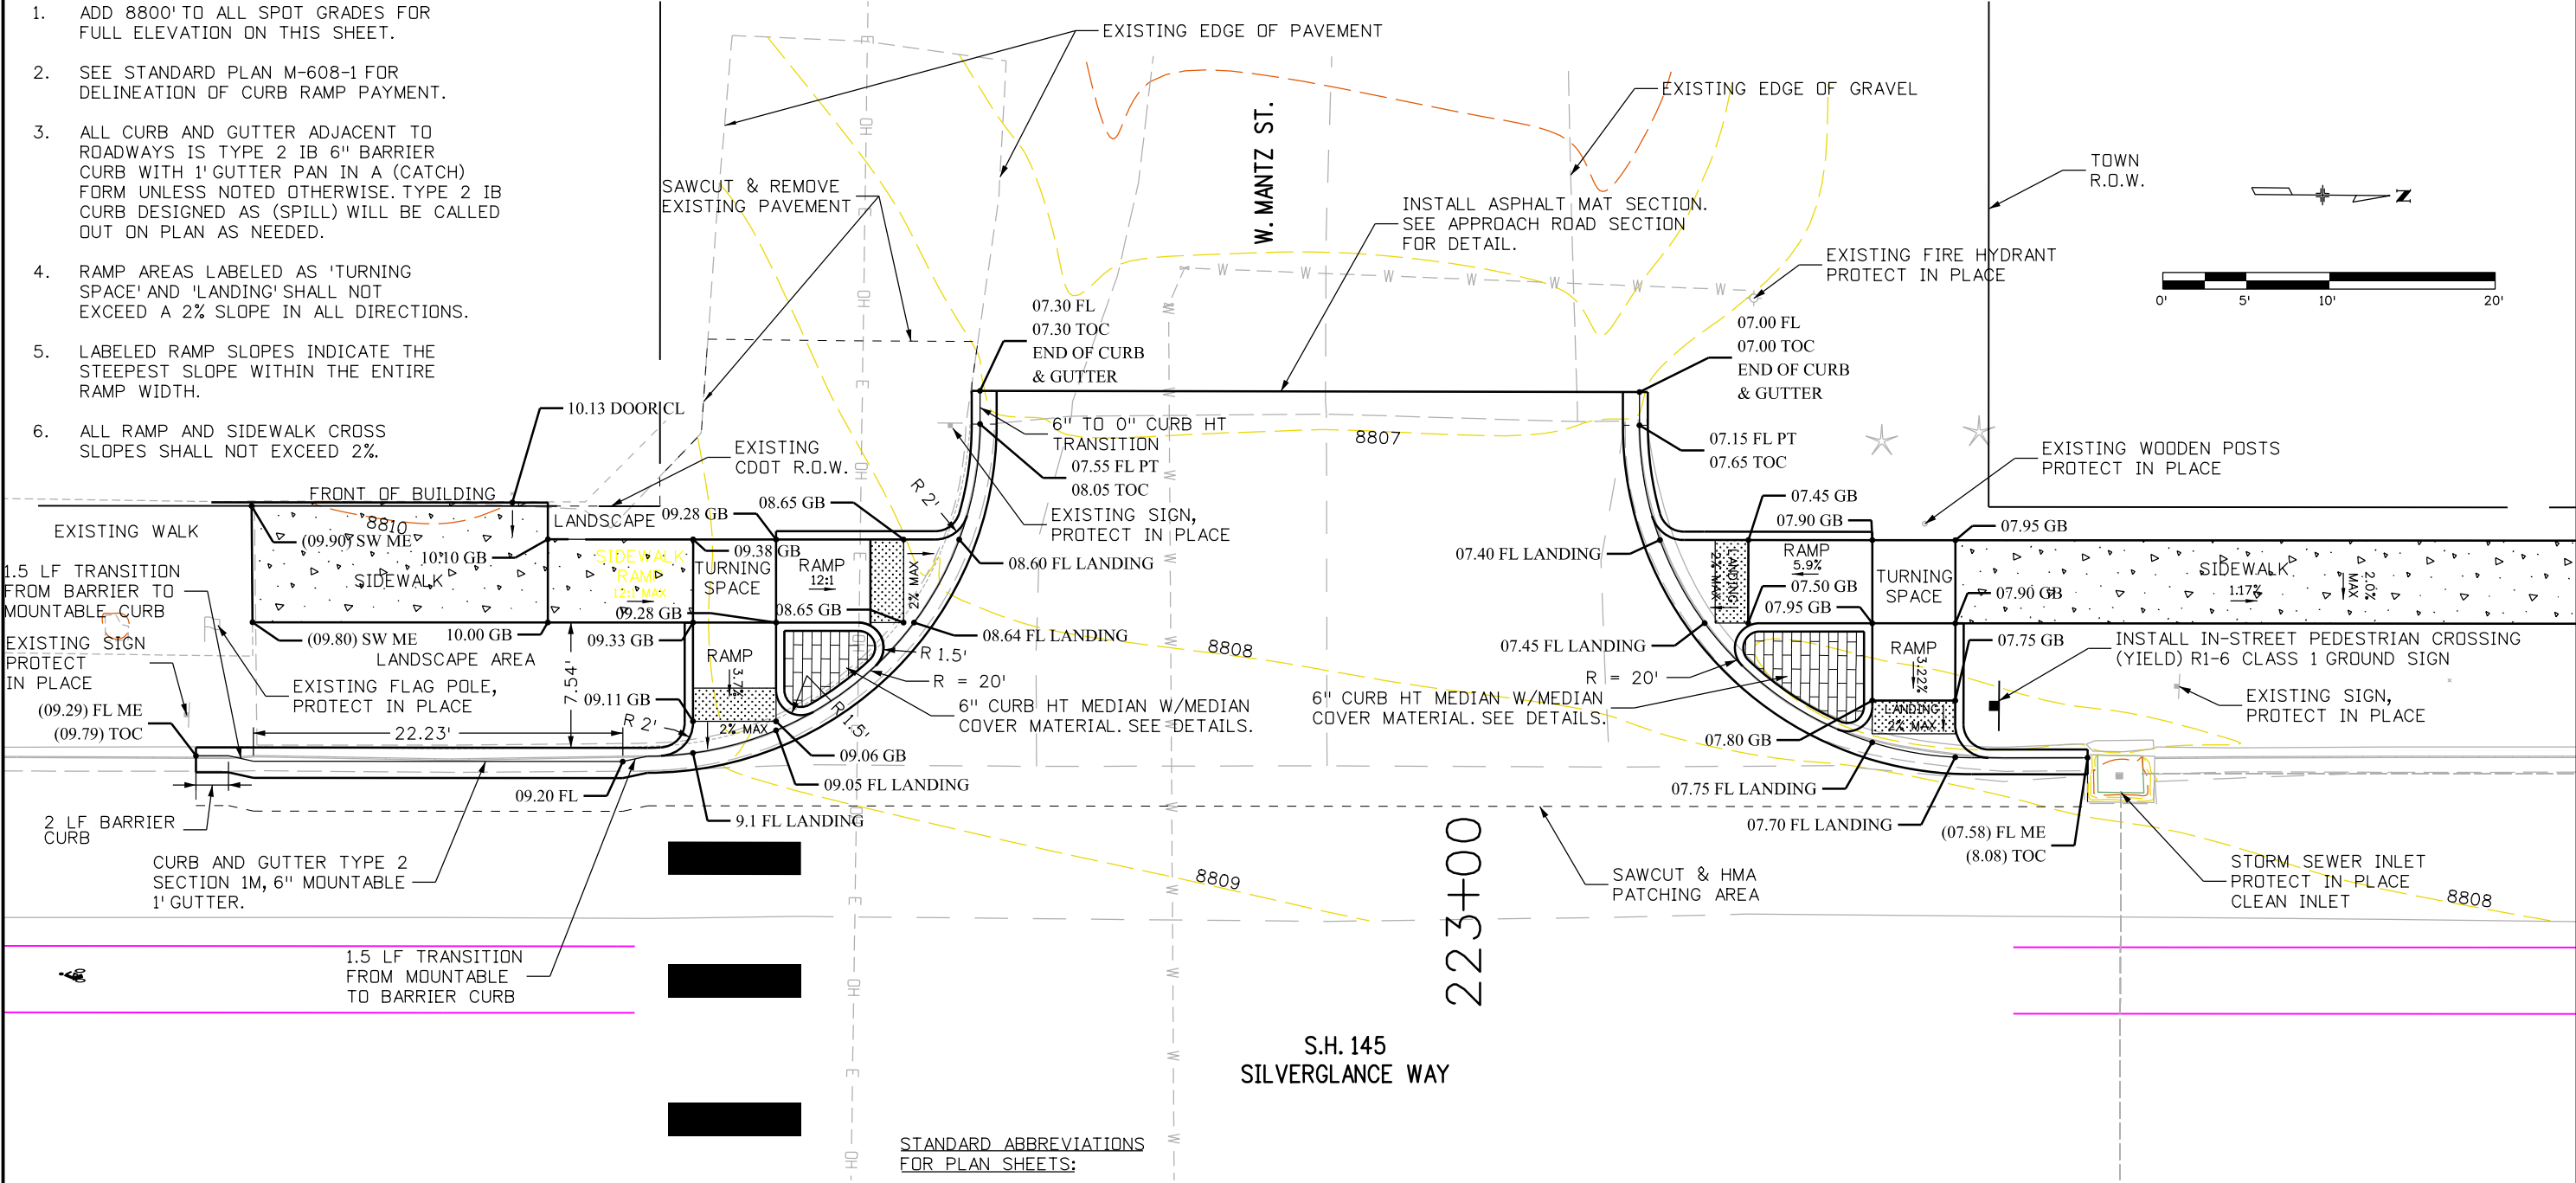 1. ADD 8800' TO ALL SPOT GRADES FOR
FULL ELEVATION ON THIS SHEET.
2. SEE STANDARD PLAN M-608-1 FOR
DELINEATION OF CURB RAMP PAYMENT.
3. ALL CURB AND GUTTER ADJACENT TO
ROADWAYS IS TYPE 2 IB 6" BARRIER
CURB WITH 1' GUTTER PAN IN A (CATCH)
FORM UNLESS NOTED OTHERWISE. TYPE 2 IB
CURB DESIGNED AS (SPILL) WILL BE CALLED
OUT ON PLAN AS NEEDED.
4. RAMP AREAS LABELED AS 'TURNING
SPACE' AND 'LANDING' SHALL NOT
EXCEED A 2% SLOPE IN ALL DIRECTIONS.
5. LABELED RAMP SLOPES INDICATE THE
STEEPEST SLOPE WITHIN THE ENTIRE
RAMP WIDTH.
6. ALL RAMP AND SIDEWALK CROSS
SLOPES SHALL NOT EXCEED 2%.
EXISTING EDGE OF PAVEMENT
EXISTING EDGE OF GRAVEL
W. MANTZ ST.
TOWN
R.O.W.
N
0' 5' 10' 20'
SAWCUT & REMOVE
EXISTING PAVEMENT
INSTALL ASPHALT MAT SECTION.
SEE APPROACH ROAD SECTION
FOR DETAIL.
EXISTING FIRE HYDRANT
PROTECT IN PLACE
07.30 FL
07.30 TOC
END OF CURB
& GUTTER
07.00 FL
07.00 TOC
END OF CURB
& GUTTER
10.13 DOOR CL
EXISTING
CDOT R.O.W.
6" TO 0" CURB HT
TRANSITION
07.55 FL PT
08.05 TOC
8807
07.15 FL PT
07.65 TOC
EXISTING WOODEN POSTS
PROTECT IN PLACE
FRONT OF BUILDING
8810
EXISTING WALK
(09.90) SW ME
SIDEWALK
10.10 GB
LANDSCAPE
09.28 GB
08.65 GB
R 2'
EXISTING SIGN,
PROTECT IN PLACE
SIDEWALK
RAMP
12:1 MAX
09.38 GB
TURNING
SPACE
RAMP
12:1
2% MAX
08.60 FL LANDING
09.28 GB
08.65 GB
08.64 FL LANDING
07.45 GB
07.90 GB
07.95 GB
07.40 FL LANDING
LANDING
2% MAX
RAMP
5.9%
07.50 GB
07.95 GB
TURNING
SPACE
07.90 GB
SIDEWALK
1.17%
2.0%
MAX
1.5 LF TRANSITION
FROM BARRIER TO
MOUNTABLE CURB
EXISTING SIGN
PROTECT
IN PLACE
(09.80) SW ME
10.00 GB
09.33 GB
LANDSCAPE AREA
7.54'
EXISTING FLAG POLE,
PROTECT IN PLACE
RAMP
3.7%
09.11 GB
R 2'
2% MAX
R 1.5'
R = 20'
R 1.5'
6" CURB HT MEDIAN W/MEDIAN
COVER MATERIAL. SEE DETAILS.
8808
07.45 FL LANDING
R = 20'
6" CURB HT MEDIAN W/MEDIAN
COVER MATERIAL. SEE DETAILS.
RAMP
3.22%
07.75 GB
LANDING
2% MAX
INSTALL IN-STREET PEDESTRIAN CROSSING
(YIELD) R1-6 CLASS 1 GROUND SIGN
EXISTING SIGN,
PROTECT IN PLACE
(09.29) FL ME
(09.79) TOC
22.23'
09.06 GB
09.05 FL LANDING
09.20 FL
9.1 FL LANDING
07.80 GB
07.75 FL LANDING
07.70 FL LANDING
(07.58) FL ME
(8.08) TOC
2 LF BARRIER
CURB
CURB AND GUTTER TYPE 2
SECTION 1M, 6" MOUNTABLE
1' GUTTER.
8809
223+00
SAWCUT & HMA
PATCHING AREA
STORM SEWER INLET
PROTECT IN PLACE
CLEAN INLET
8808
1.5 LF TRANSITION
FROM MOUNTABLE
TO BARRIER CURB
S.H. 145
SILVERGLANCE WAY
STANDARD ABBREVIATIONS
FOR PLAN SHEETS: